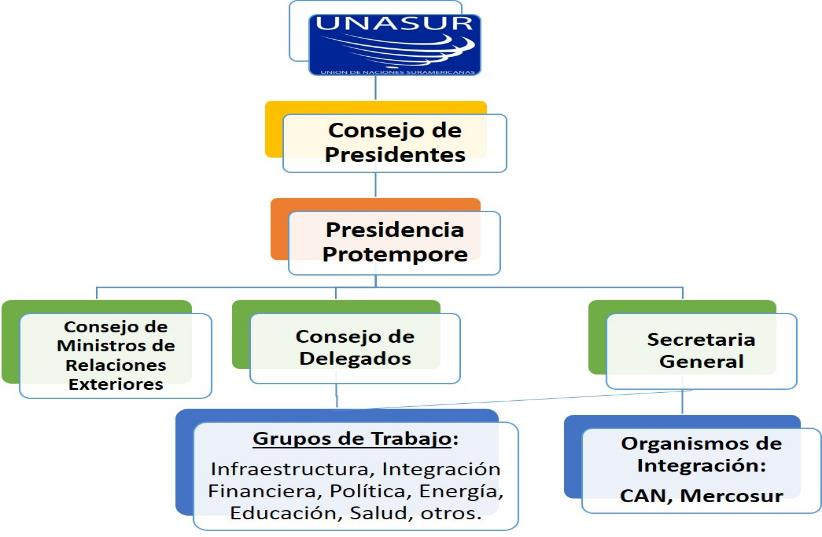 UNASUR
UNION DE NACIONES SURAMERICANAS
Consejo de
Presidentes
Presidencia
Protempore
Consejo de
Ministros de
Relaciones
Exteriores
Consejo de
Delegados
Secretaria
General
Grupos de Trabajo:
Infraestructura, Integración
Financiera, Política, Energía,
Educación, Salud, otros.
Organismos de
Integración:
CAN, Mercosur